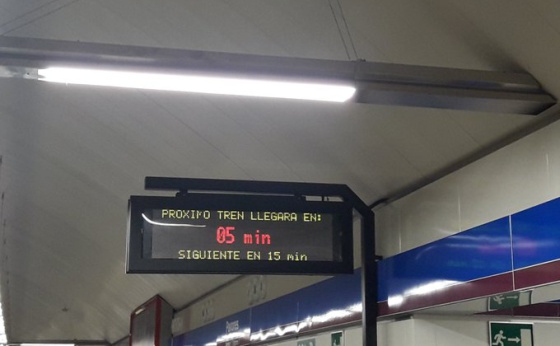 PROXIMO TREN LLEGARA EN:
05 min
SIGUIENTE EN 15 min